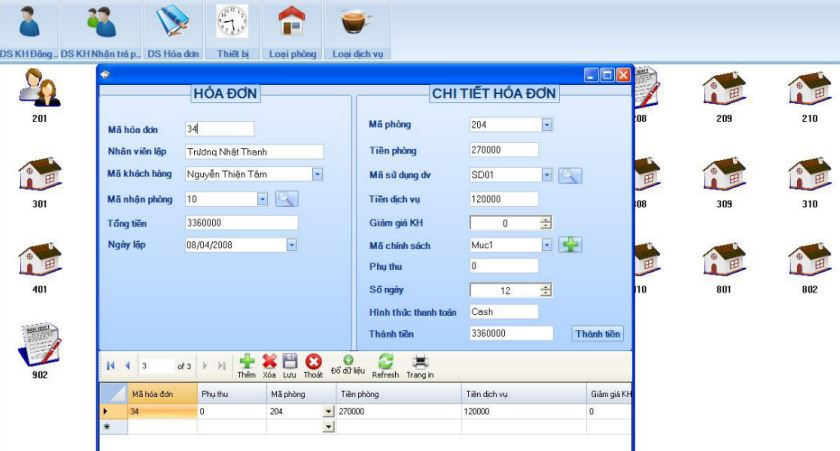 DS KH Đăng... DS KH Nhận trả p... DS Hóa đơn Thiết bị Loại phòng Loại dịch vụ
201
HÓA ĐƠN
CHI TIẾT HÓA ĐƠN
Mã hóa đơn 34
Nhân viên lập Trương Nhật Thanh
Mã khách hàng Nguyễn Thiện Tâm
Mã nhận phòng 10
Tổng tiền 3360000
Ngày lập 08/04/2008
Mã phòng 204
Tiền phòng 270000
Mã sử dụng dv SD01
Tiền dịch vụ 120000
Giảm giá KH 0
Mã chính sách Muc1
Phụ thu 0
Số ngày 12
Hình thức thanh toán Cash
Thành tiền 3360000 Thành tiền
08 209 210
301
308 309 310
401
10 801 802
902
3 of 3 Thêm Xóa Lưu Thoát Đổ dữ liệu Refresh Trang in
Mã hóa đơn Phụ thu Mã phòng Tiền phòng Tiền dịch vụ Giảm giá KH
34 0 204 270000 120000 0